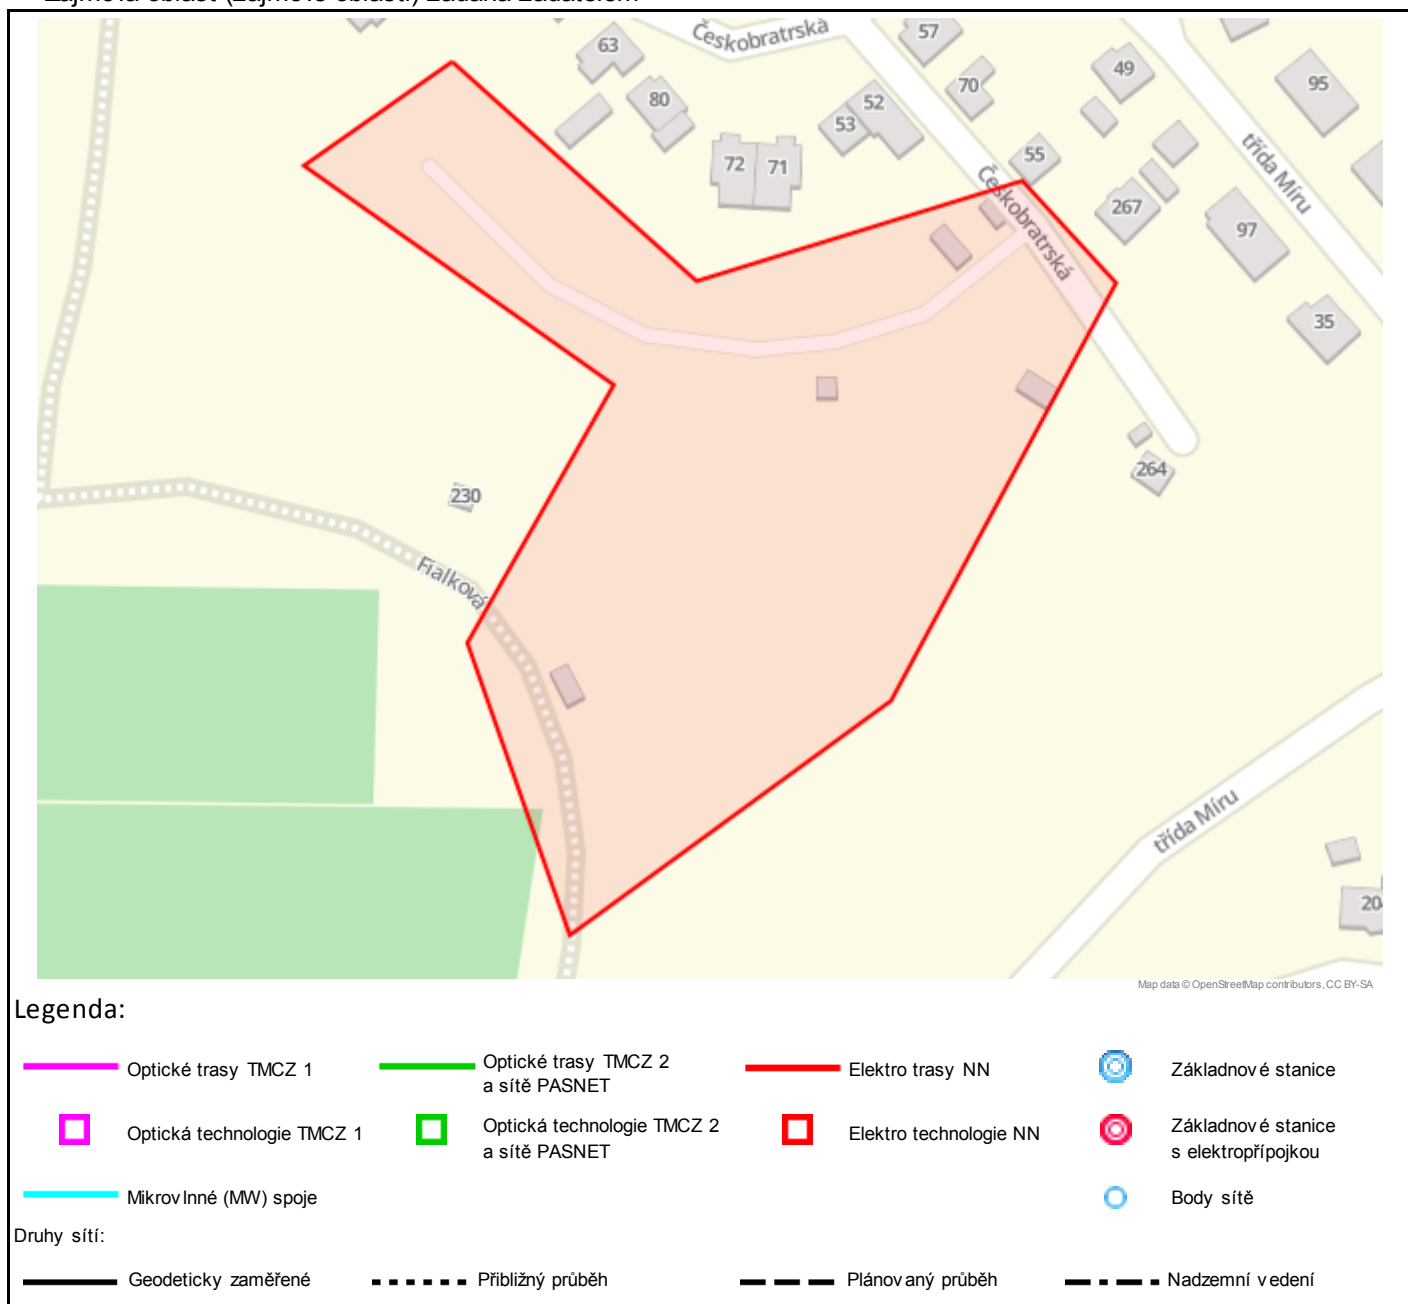 Českobratrská
57
63
49
95
70
80
52
53
třída Míru
55
72
71
Českobratrská
267
97
35
264
230
Fialková
třída Míru
Map data © OpenStreetMap contributors, CC BY-SA
Legenda:
Optické trasy TMCZ 1
Optické trasy TMCZ 2
a sítě PASNET
Elektro trasy NN
Základnové stanice
Optická technologie TMCZ 1
Optická technologie TMCZ 2
a sítě PASNET
Elektro technologie NN
Základnové stanice
s elektropřípojkou
Mikrovlnné (MW) spoje
Body sítě
Druhy sítí:
Geodeticky zaměřené
Přibližný průběh
Plánovaný průběh
Nadzemní vedení